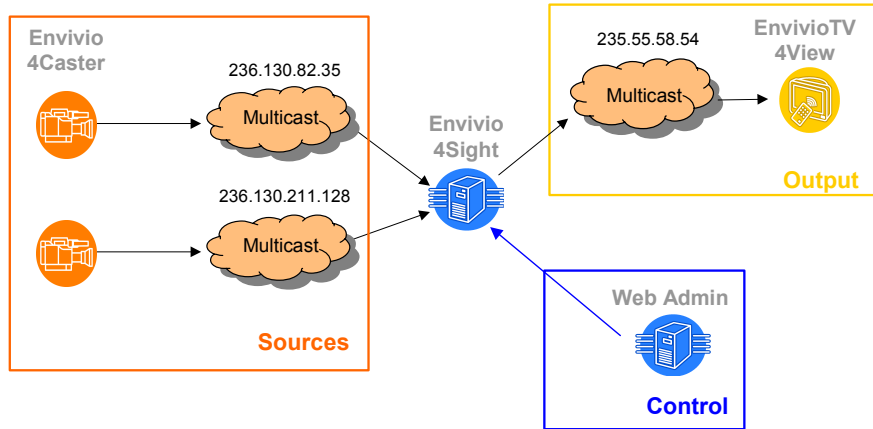 Envivio
4Caster
236.130.82.35
Multicast
236.130.211.128
Multicast
Sources
Envivio
4Sight
235.55.58.54
Multicast
EnvivioTV
4View
Output
Web Admin
Control